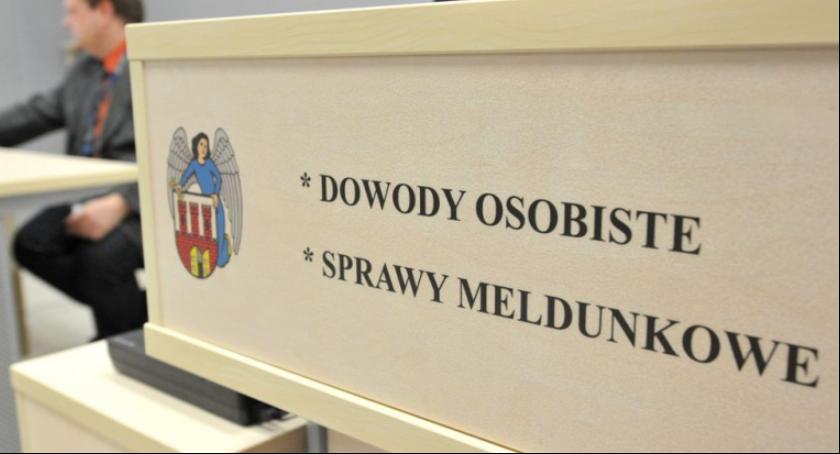 * DOWODY OSOBISTE
* SPRAWY MELDUNKOWE